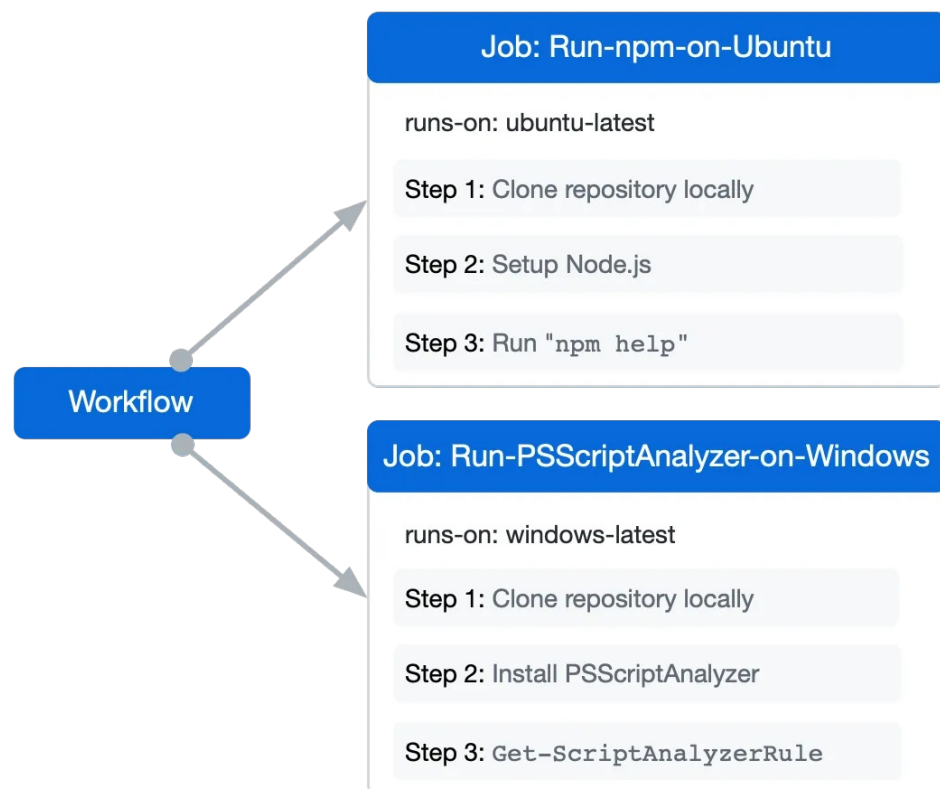 Job: Run-npm-on-Ubuntu
runs-on: ubuntu-latest
Step 1: Clone repository locally
Step 2: Setup Node.js
Step 3: Run "npm help"
Workflow
Job: Run-PSScriptAnalyzer-on-Windows
runs-on: windows-latest
Step 1: Clone repository locally
Step 2: Install PSScriptAnalyzer
Step 3: Get-ScriptAnalyzerRule